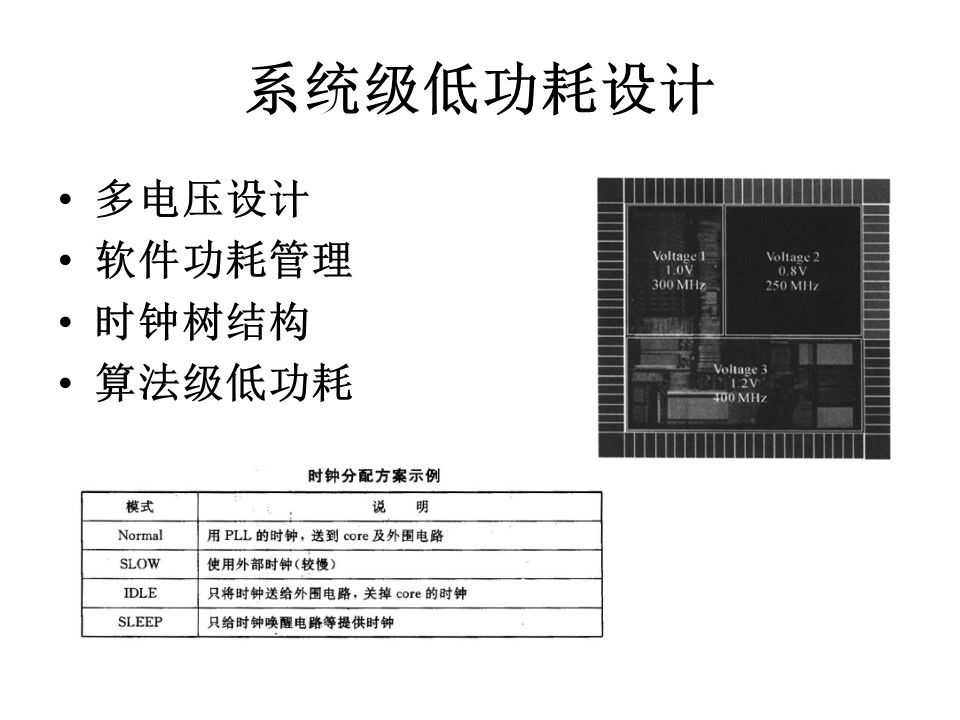 系统级低功耗设计
• 多电压设计
• 软件功耗管理
• 时钟树结构
• 算法级低功耗
Voltage 1
1.0V
300 MHz
Voltage 2
0.8V
250 MHz
Voltage 3
1.2V
400 MHz
时钟分配方案示例
模式 说 明
Normal 用 PLL 的时钟，送到 core 及外围电路
SLOW 使用外部时钟(较慢)
IDLE 只将时钟送给外围电路，关掉 core 的时钟
SLEEP 只给时钟唤醒电路等提供时钟